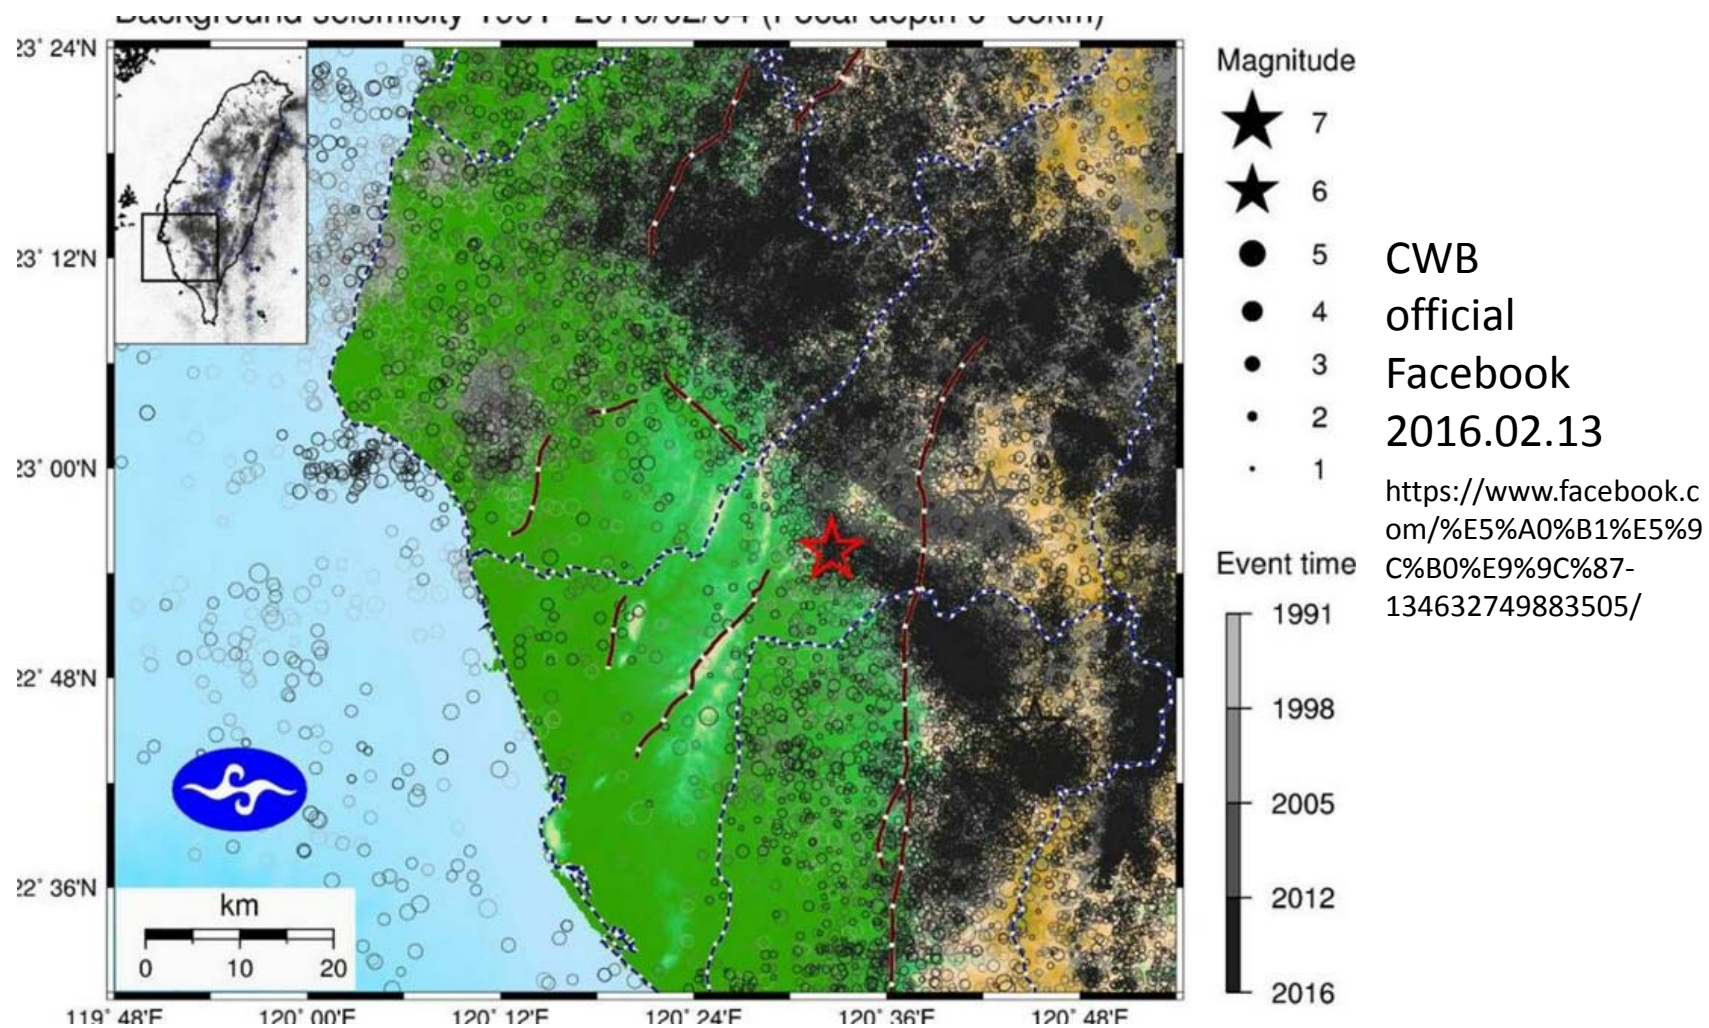 Background seismicity 1991
23° 24'N
23° 12'N
23° 00'N
22° 48'N
22° 36'N
119° 48'E
120° 00'E
120° 12'E
120° 24'E
120° 36'E
120° 48'E
km
0 10 20
Magnitude
7
6
5
4
3
2
1
Event time
1991
1998
2005
2012
2016
CWB
official
Facebook
2016.02.13
https://www.facebook.c
om/%E5%A0%B1%E5%9
C%B0%E9%9C%87-
134632749883505/